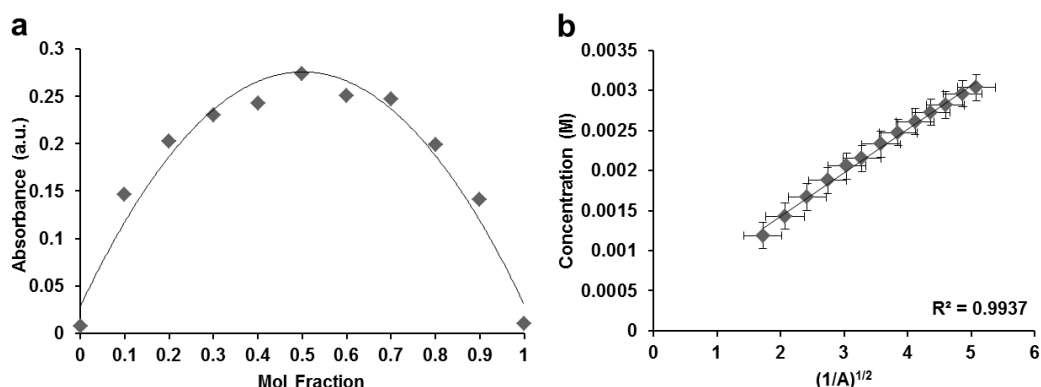 a
0.3
0.25
0.2
0.15
0.1
0.05
0
Absorbance (a.u.)
0 0.1 0.2 0.3 0.4 0.5 0.6 0.7 0.8 0.9 1
Mol Fraction
b
0.0035
0.003
0.0025
0.002
0.0015
0.001
0.0005
0
Concentration (M)
R² = 0.9937
0 1 2 3 4 5 6
(1/A)^1/2